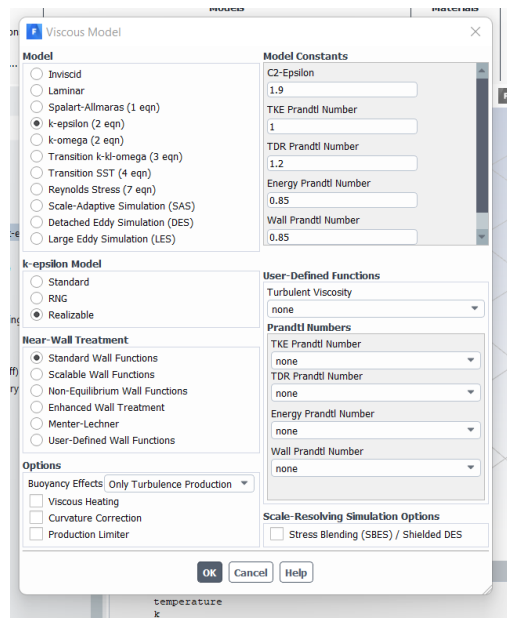 Models
Materials
Viscous Model
Model
Inviscid
Laminar
Spalart-Allmaras (1 eqn)
k-epsilon (2 eqn)
k-omega (2 eqn)
Transition k-kl-omega (3 eqn)
Transition SST (4 eqn)
Reynolds Stress (7 eqn)
Scale-Adaptive Simulation (SAS)
Detached Eddy Simulation (DES)
Large Eddy Simulation (LES)
k-epsilon Model
Standard
RNG
Realizable
Near-Wall Treatment
Standard Wall Functions
Scalable Wall Functions
Non-Equilibrium Wall Functions
Enhanced Wall Treatment
Menter-Lechner
User-Defined Wall Functions
Options
Buoyancy Effects Only Turbulence Production
Viscous Heating
Curvature Correction
Production Limiter
Model Constants
C2-Epsilon
1.9
TKE Prandtl Number
1
TDR Prandtl Number
1.2
Energy Prandtl Number
0.85
Wall Prandtl Number
0.85
User-Defined Functions
Turbulent Viscosity
none
Prandtl Numbers
TKE Prandtl Number
none
TDR Prandtl Number
none
Energy Prandtl Number
none
Wall Prandtl Number
none
Scale-Resolving Simulation Options
Stress Blending (SBES) / Shielded DES
OK Cancel Help
temperature
k